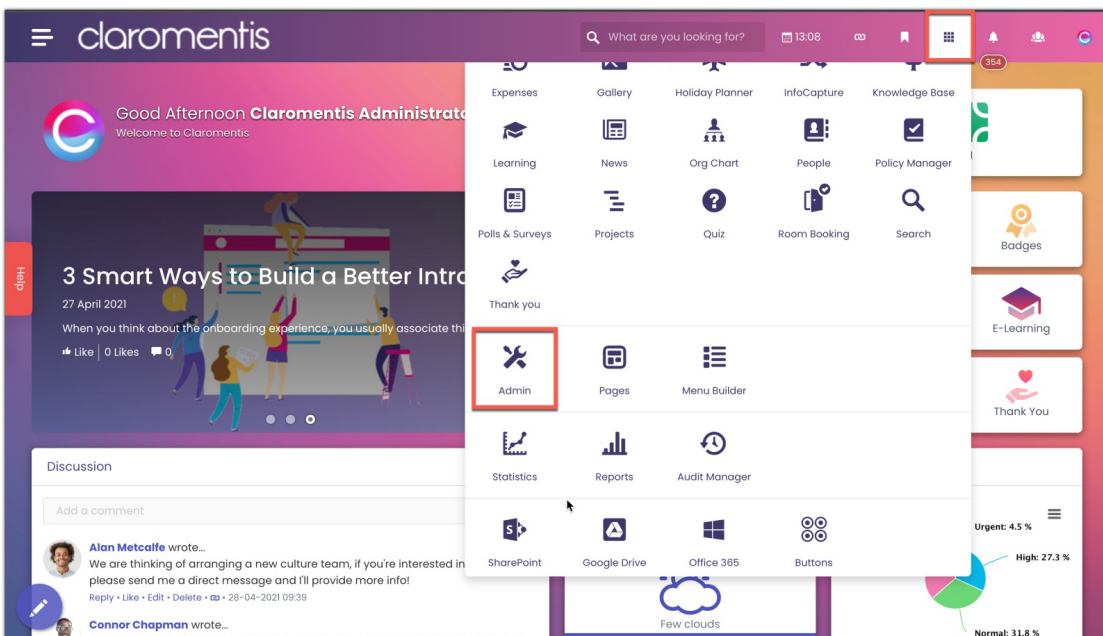 claromentis
What are you looking for?
13:08
354
Good Afternoon Claromentis Administrato
Welcome to Claromentis
Help
3 Smart Ways to Build a Better Intro
27 April 2021
When you think about the onboarding experience, you usually associate thi
Like | 0 Likes 0
Expenses
Gallery
Holiday Planner
InfoCapture
Knowledge Base
Learning
News
Org Chart
People
Policy Manager
Polls & Surveys
Projects
Quiz
Room Booking
Search
Thank you
Admin
Pages
Menu Builder
Statistics
Reports
Audit Manager
SharePoint
Google Drive
Office 365
Buttons
Badges
E-Learning
Thank You
Discussion
Add a comment
Alan Metcalfe wrote...
We are thinking of arranging a new culture team, if you're interested in
please send me a direct message and I'll provide more info!
Reply • Like • Edit • Delete • • 28-04-2021 09:39
Connor Chapman wrote...
Few clouds
Urgent: 4.5 %
High: 27.3 %
Normal: 31.8 %